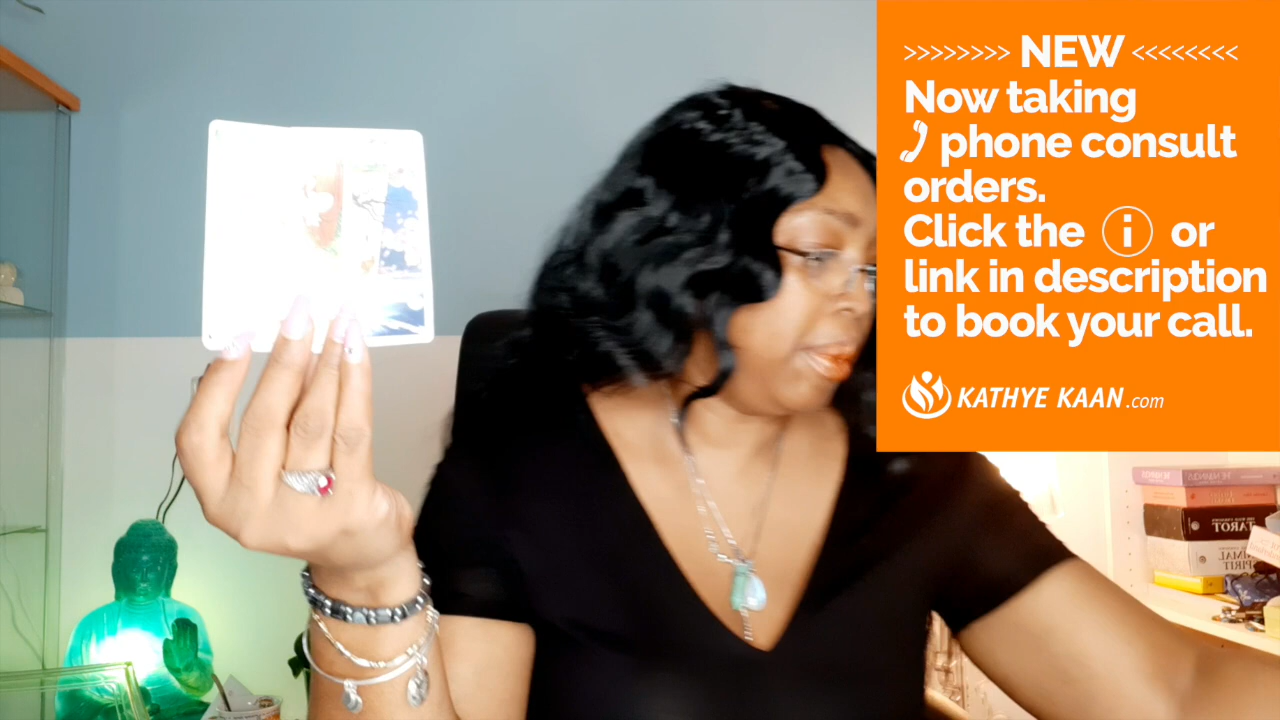 >>>>>>>> NEW <<<<<<<<
Now taking
phone consult
orders.
Click the i or
link in description
to book your call.
KATHYE KAAN.com
TAROT
SPIRIT